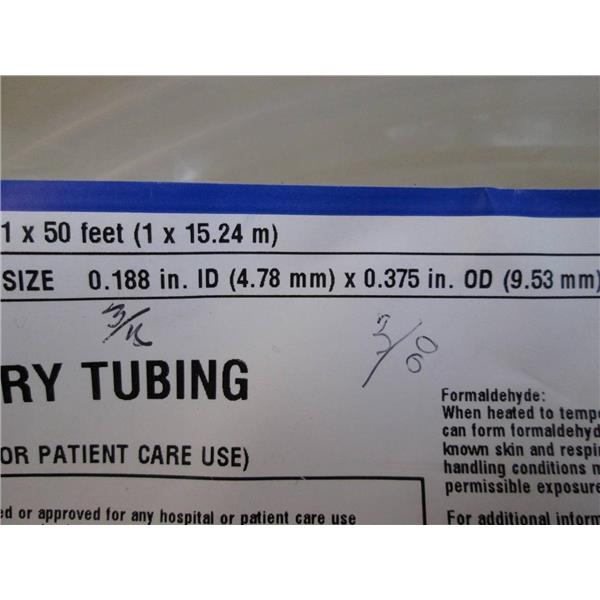 1 x 50 feet (1 x 15.24 m)
SIZE 0.188 in. ID (4.78 mm) x 0.375 in. OD (9.53 mm)
3/16 3/8
RY TUBING
OR PATIENT CARE USE)
ed or approved for any hospital or patient care use
Formaldehyde:
When heated to tempe
can form formaldehyd
known skin and respir
handling conditions m
permissible exposure
For additional inform